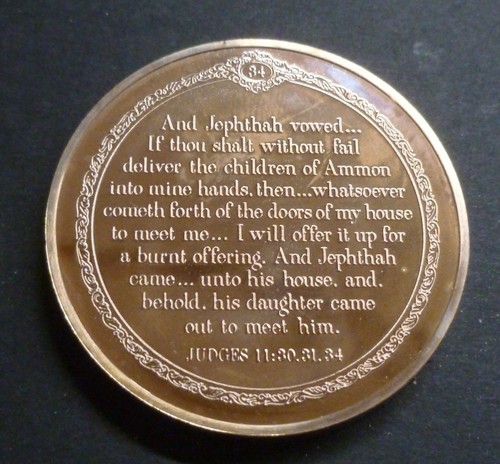 34
And Jephthah vowed...
If thou shalt without fail
deliver the children of Ammon
into mine hands, then...whatsoever
cometh forth of the doors of my house
to meet me... I will offer it up for
a burnt offering. And Jephthah
came... unto his house, and,
behold, his daughter came
out to meet him.
JUDGES 11:30,31,34